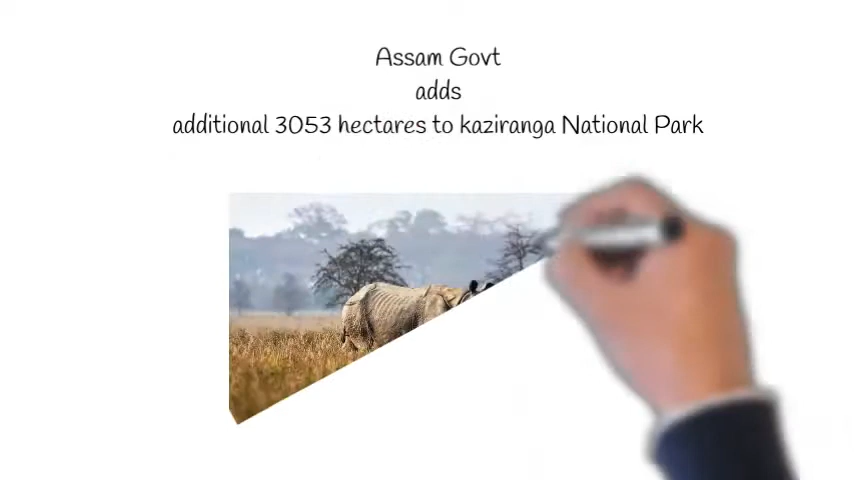 Assam Govt
adds
additional 3053 hectares to kaziranga National Park